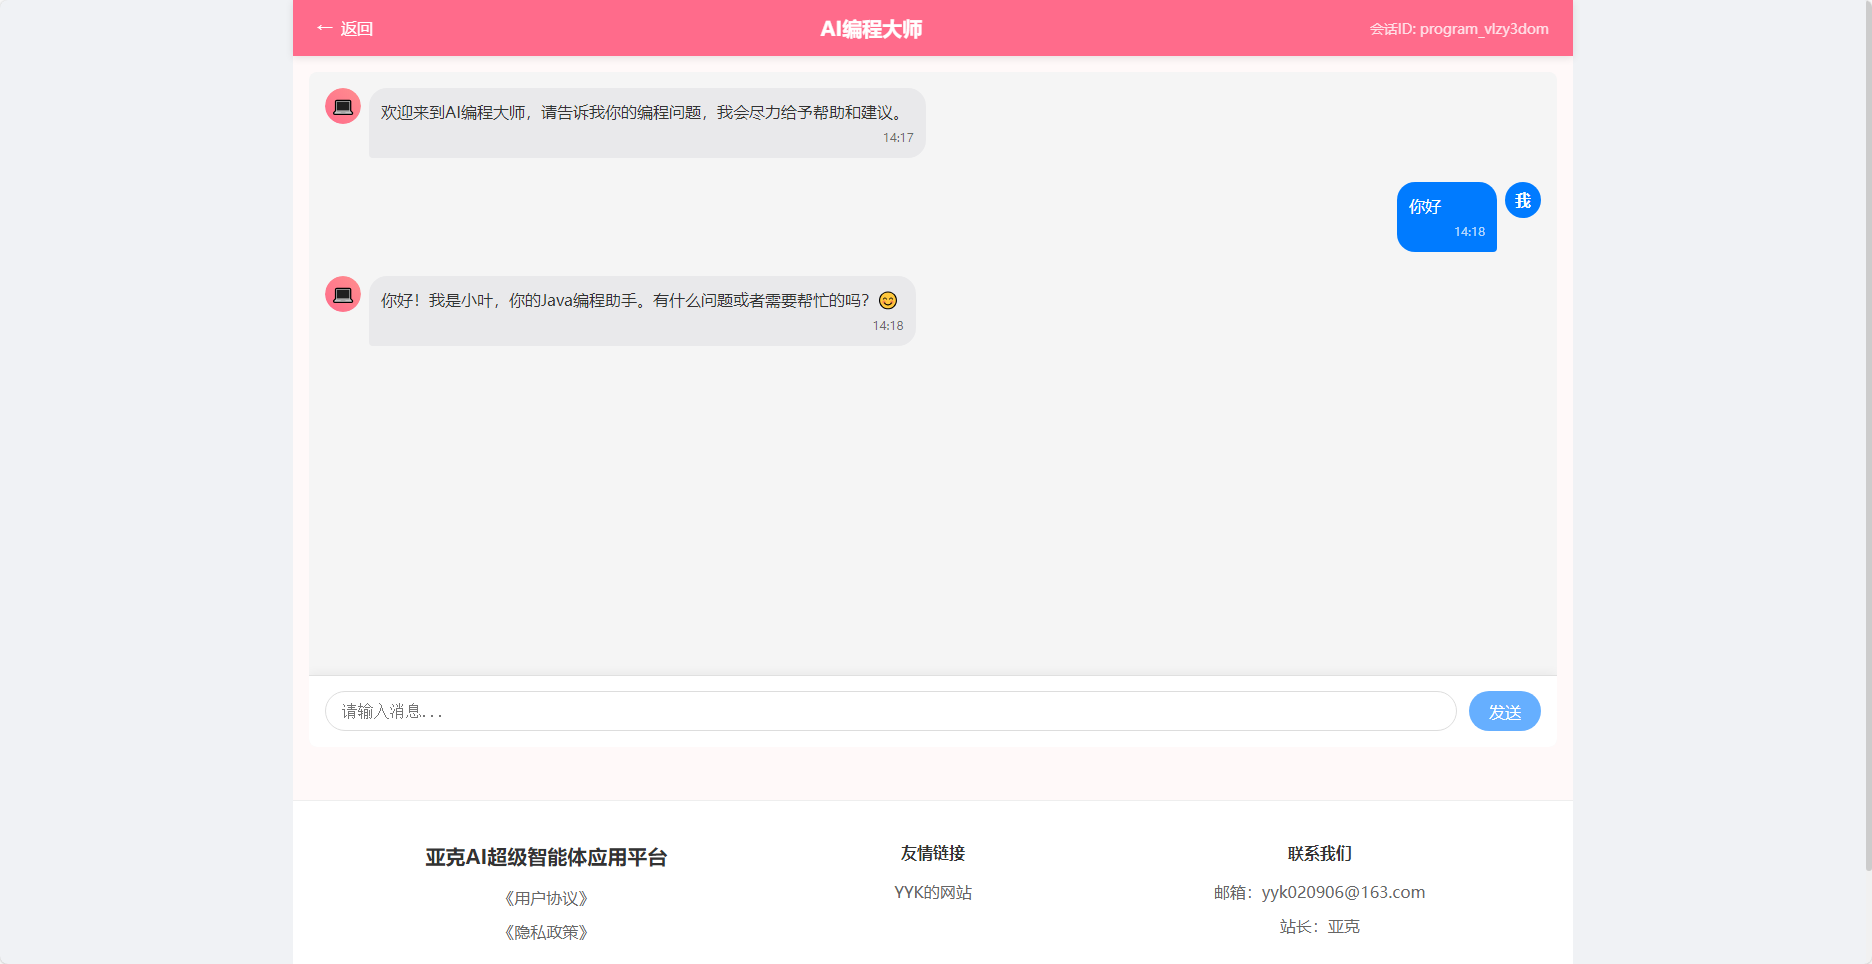 ← 返回
AI编程大师
会话ID: program_vlzy3dom
欢迎来到AI编程大师，请告诉我你的编程问题，我会尽力给予帮助和建议。
14:17
我
你好
14:18
你好！我是小叶，你的Java编程助手。有什么问题或者需要帮忙的吗？😊
14:18
请输入消息...
发送
亚克AI超级智能体应用平台
《用户协议》
《隐私政策》
友情链接
YYK的网站
联系我们
邮箱：yyk020906@163.com
站长：亚克